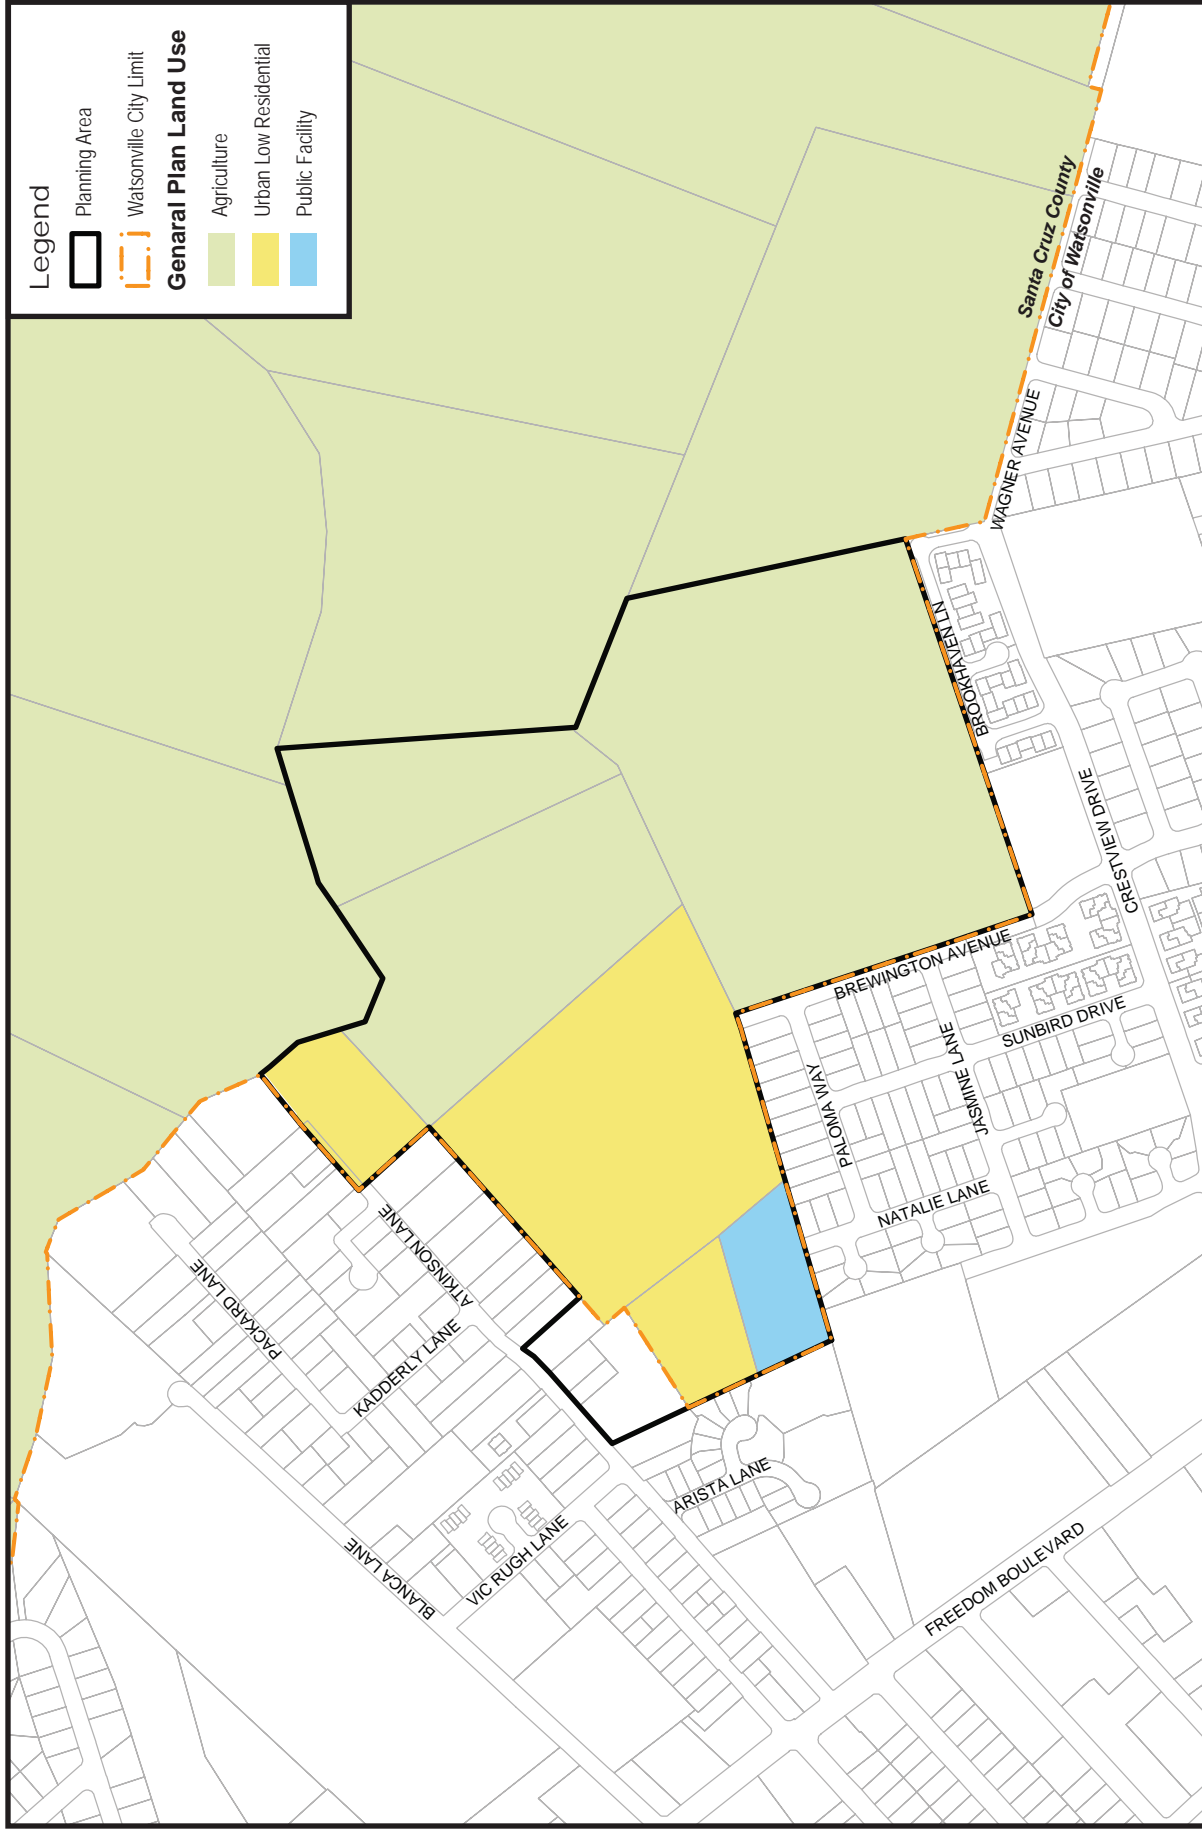 Legend
Planning Area
Watsonville City Limit
Genaral Plan Land Use
Agriculture
Urban Low Residential
Public Facility
Santa Cruz County
City of Watsonville
WAGNER AVENUE
BROOKHAVEN LN
CRESTVIEW DRIVE
BREWINGTON AVENUE
SUNBIRD DRIVE
JASMINE LANE
PALOMA WAY
NATALIE LANE
ATKINSON LANE
PACKARD LANE
KADDERLY LANE
ARISTA LANE
VIC RUGH LANE
BLANCA LANE
FREEDOM BOULEVARD